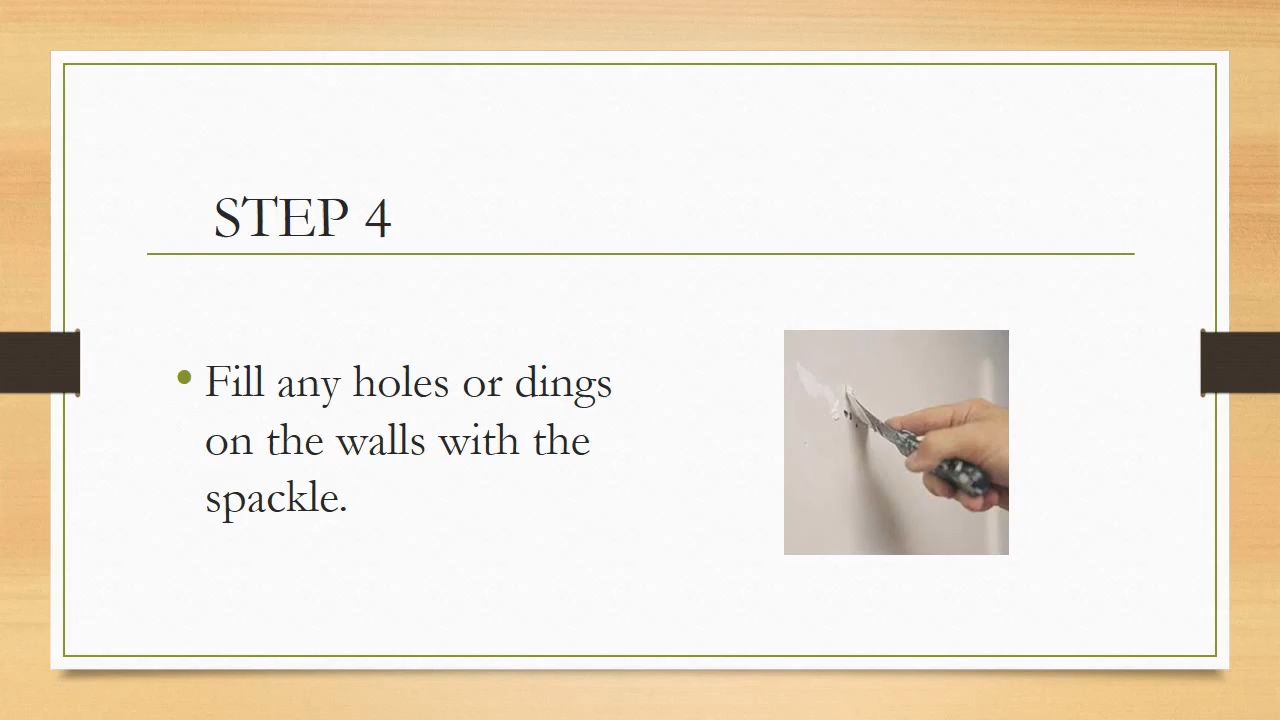 STEP 4
• Fill any holes or dings
on the walls with the
spackle.